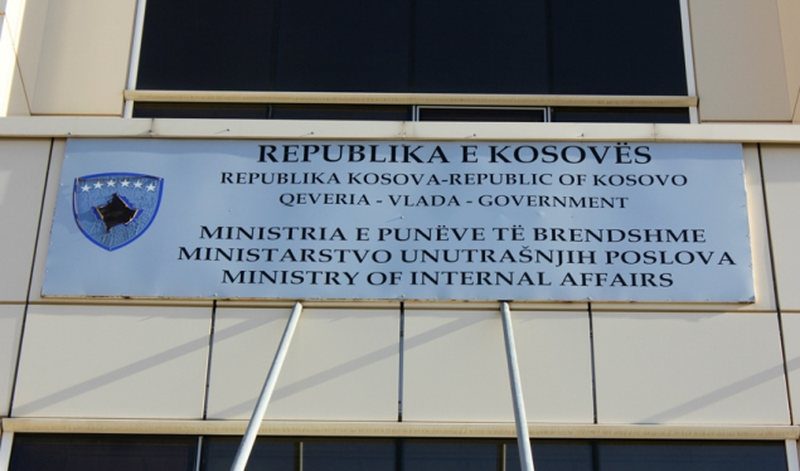 REPUBLIKA E KOSOVËS
REPUBLIKA KOSOVA-REPUBLIC OF KOSOVO
QEVERIA - VLADA - GOVERNMENT
MINISTRIA E PUNËVE TË BRENDSHME
MINISTARSTVO UNUTRAŠNJIH POSLOVA
MINISTRY OF INTERNAL AFFAIRS